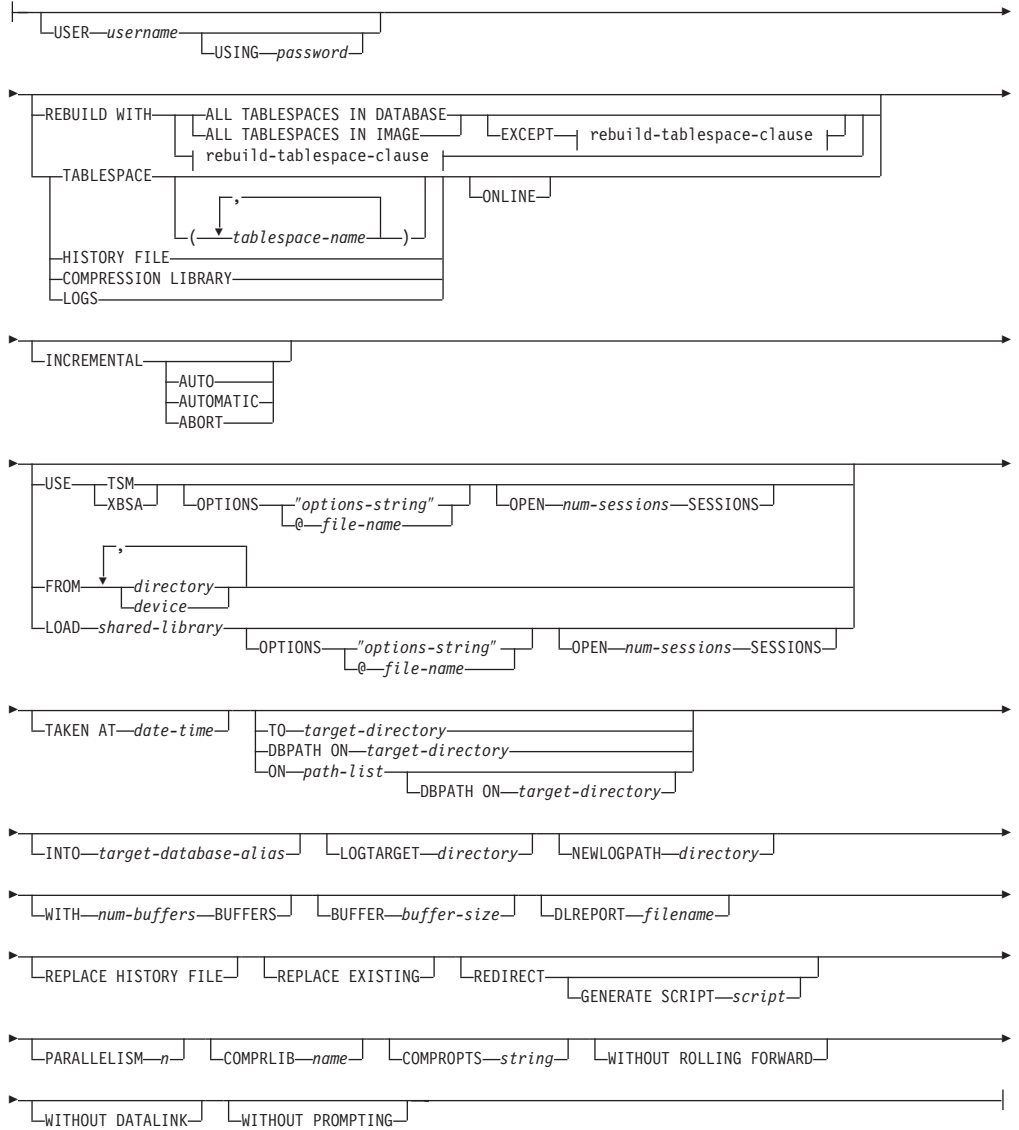 USER username
USING password
REBUILD WITH ALL TABLESPACES IN DATABASE
ALL TABLESPACES IN IMAGE EXCEPT rebuild-tablespace-clause
rebuild-tablespace-clause
TABLESPACE
ONLINE
,
( tablespace-name )
HISTORY FILE
COMPRESSION LIBRARY
LOGS
INCREMENTAL
AUTO
AUTOMATIC
ABORT
USE TSM
XBSA OPTIONS "options-string" OPEN num-sessions SESSIONS
@ file-name
,
FROM directory
device
LOAD shared-library
OPTIONS "options-string" OPEN num-sessions SESSIONS
@ file-name
TAKEN AT date-time TO target-directory
DBPATH ON target-directory
ON path-list
DBPATH ON target-directory
INTO target-database-alias LOGTARGET directory NEWLOGPATH directory
WITH num-buffers BUFFERS BUFFER buffer-size DLREPORT filename
REPLACE HISTORY FILE REPLACE EXISTING REDIRECT
GENERATE SCRIPT script
PARALLELISM n COMPRLIB name COMPROPTS string WITHOUT ROLLING FORWARD
WITHOUT DATALINK WITHOUT PROMPTING